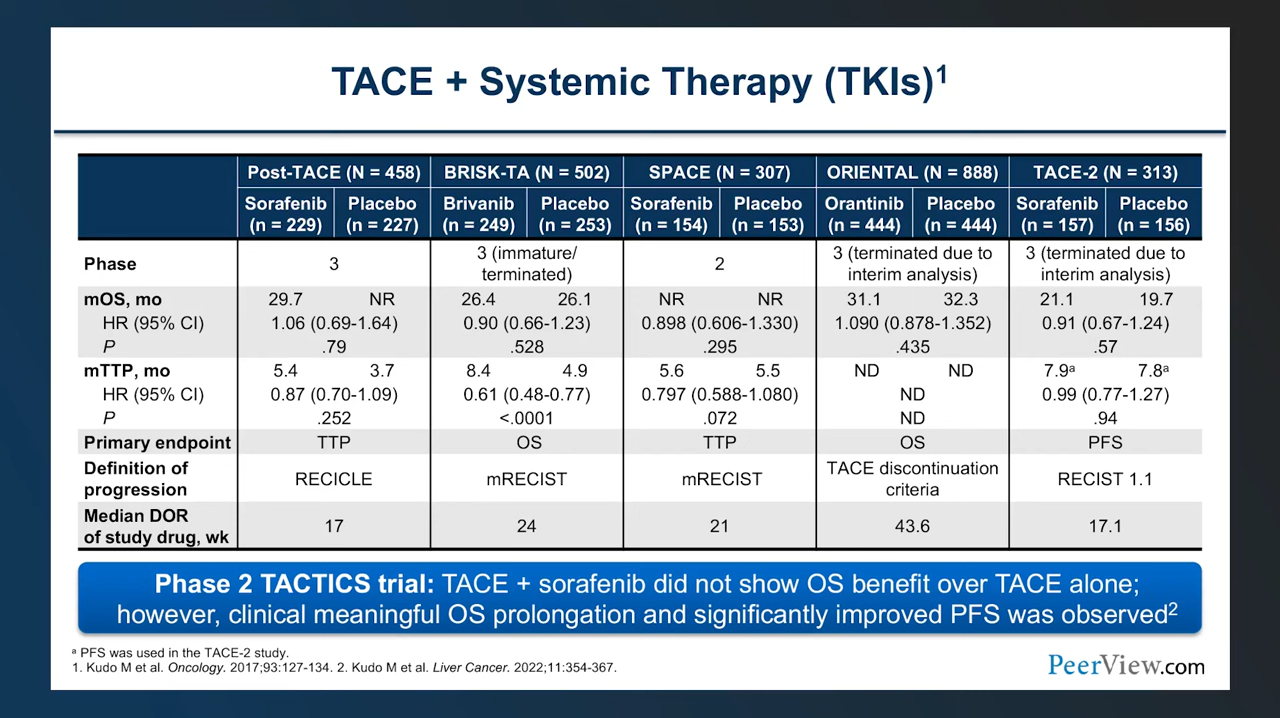 TACE + Systemic Therapy (TKIs)1
Post-TACE (N = 458) BRISK-TA (N = 502) SPACE (N = 307) ORIENTAL (N = 888) TACE-2 (N = 313)
Sorafenib Placebo Brivanib Placebo Sorafenib Placebo Orantinib Placebo Sorafenib Placebo
(n = 229) (n = 227) (n = 249) (n = 253) (n = 154) (n = 153) (n = 444) (n = 444) (n = 157) (n = 156)
Phase 3 3 (immature/ terminated) 2 3 (terminated due to interim analysis) 3 (terminated due to interim analysis)
mOS, mo 29.7 NR 26.4 26.1 NR NR 31.1 32.3 21.1 19.7
HR (95% CI) 1.06 (0.69-1.64) 0.90 (0.66-1.23) 0.898 (0.606-1.330) 1.090 (0.878-1.352) 0.91 (0.67-1.24)
P .79 .528 .295 .435 .57
mTTP, mo 5.4 3.7 8.4 4.9 5.6 5.5 ND ND 7.9a 7.8a
HR (95% CI) 0.87 (0.70-1.09) 0.61 (0.48-0.77) 0.797 (0.588-1.080) ND 0.99 (0.77-1.27)
P .252 <.0001 .072 ND .94
Primary endpoint TTP OS TTP OS PFS
Definition of progression RECICLE mRECIST mRECIST TACE discontinuation criteria RECIST 1.1
Median DOR of study drug, wk 17 24 21 43.6 17.1
Phase 2 TACTICS trial: TACE + sorafenib did not show OS benefit over TACE alone;
however, clinical meaningful OS prolongation and significantly improved PFS was observed2
a PFS was used in the TACE-2 study.
1. Kudo M et al. Oncology. 2017;93:127-134. 2. Kudo M et al. Liver Cancer. 2022;11:354-367.
PeerView.com